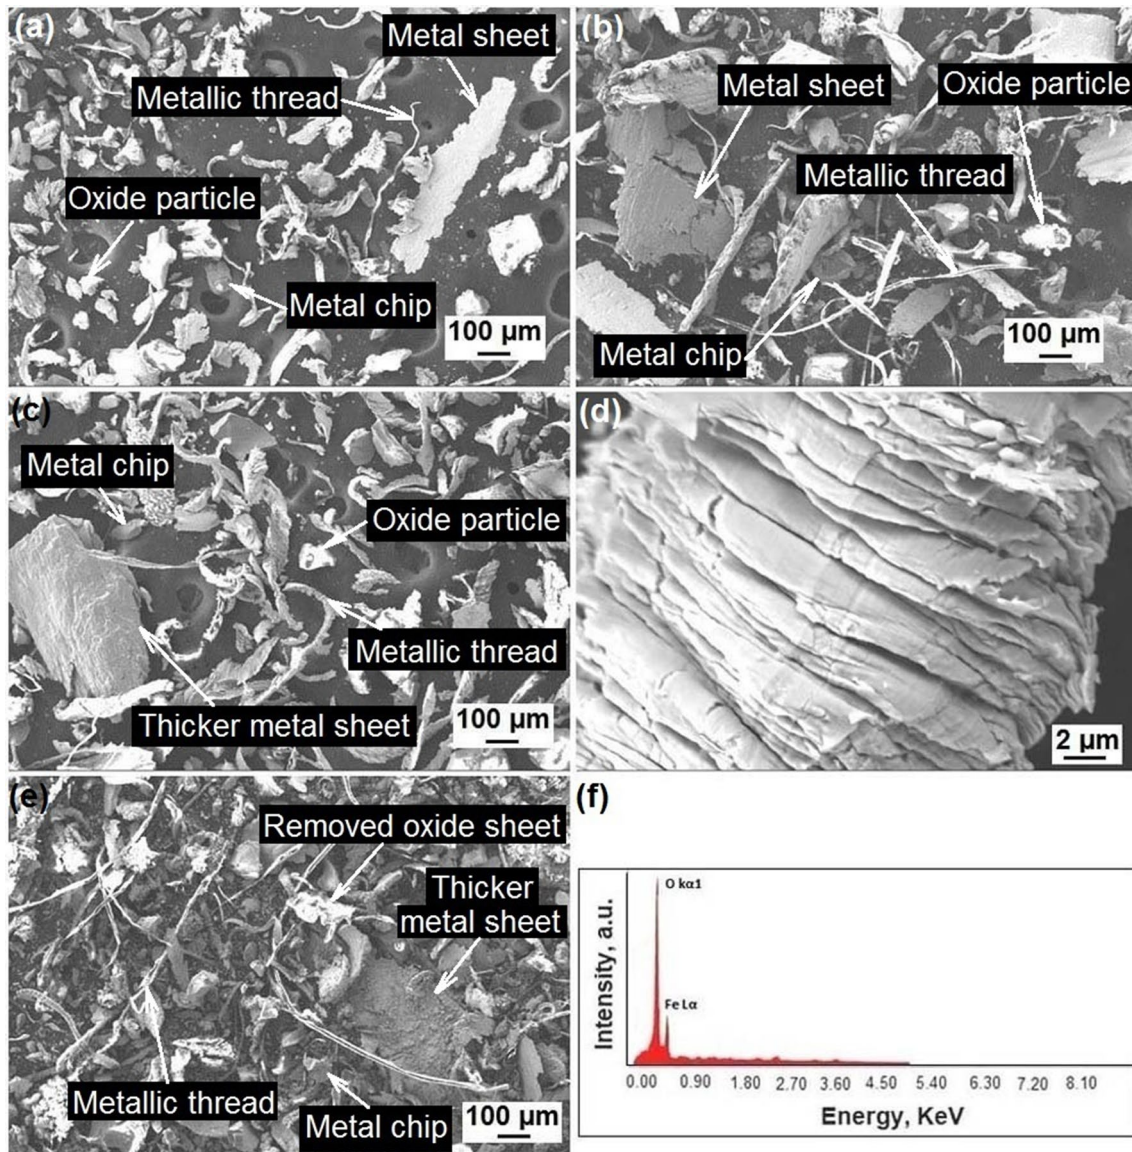 (a)
Metal sheet
Metallic thread
Oxide particle
Metal chip
100 µm
(b)
Metal sheet
Oxide particle
Metallic thread
Metal chip
100 µm
(c)
Metal chip
Oxide particle
Metallic thread
Thicker metal sheet
100 µm
(d)
2 µm
(e)
Removed oxide sheet
Thicker
metal sheet
Metallic thread
Metal chip
100 µm
(f)
O kα1
Fe Lα
Intensity, a.u.
0.00 0.90 1.80 2.70 3.60 4.50 5.40 6.30 7.20 8.10
Energy, KeV